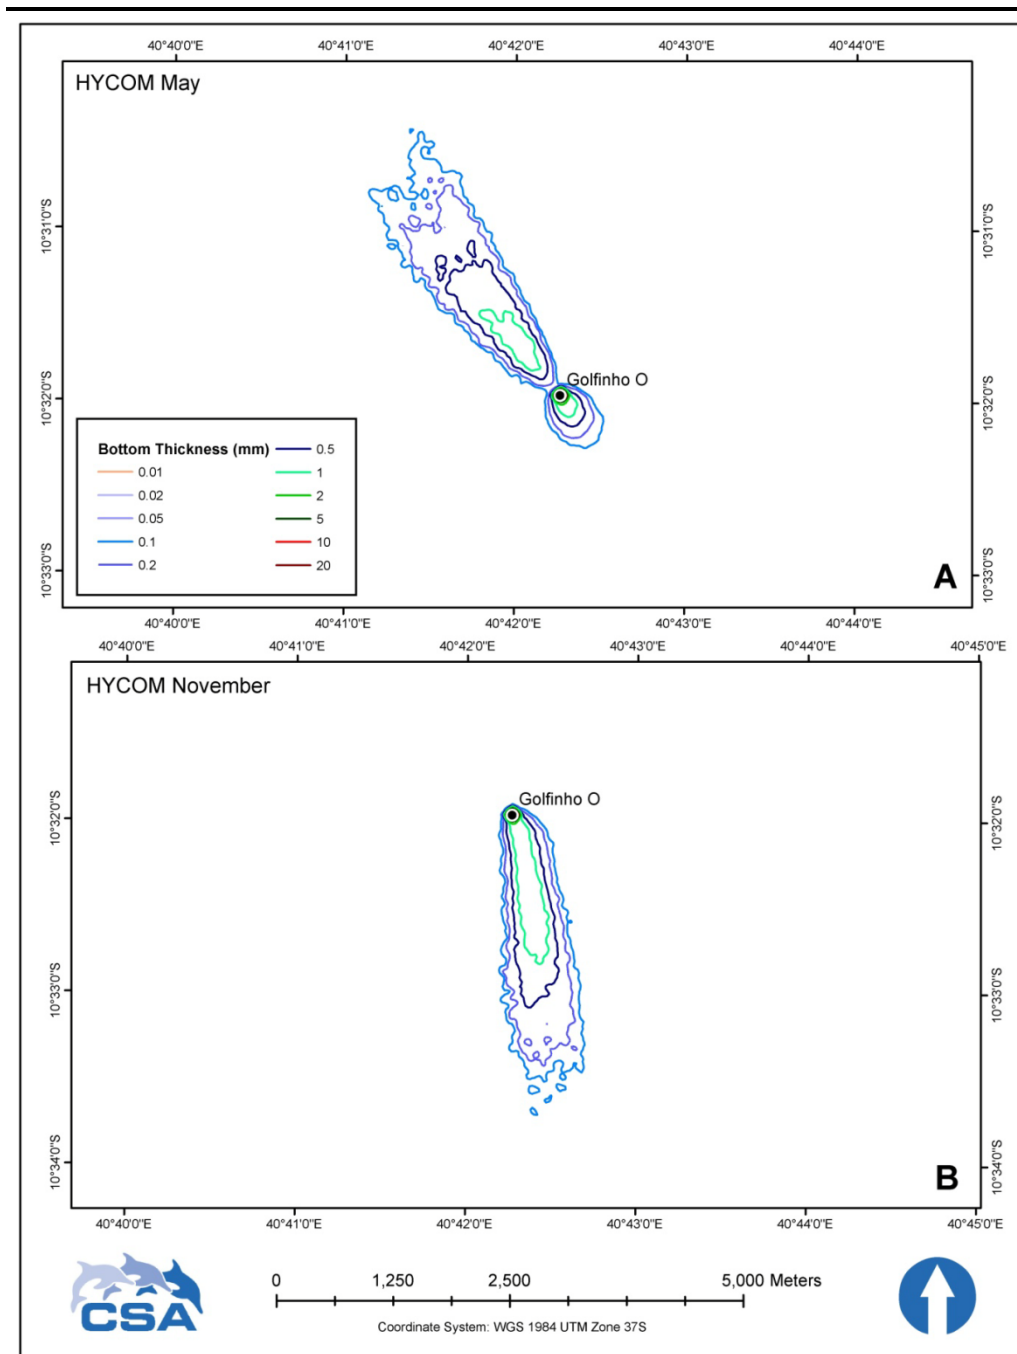 40°40'0"E 40°41'0"E 40°42'0"E 40°43'0"E 40°44'0"E
HYCOM May
10°31'0"S 10°31'0"S
Golfinho O
10°32'0"S 10°32'0"S
Bottom Thickness (mm)
0.01
0.02
0.05
0.1
0.2
0.5
1
2
5
10
20
10°33'0"S 10°33'0"S
A
40°40'0"E 40°41'0"E 40°42'0"E 40°43'0"E 40°44'0"E
40°40'0"E 40°41'0"E 40°42'0"E 40°43'0"E 40°44'0"E 40°45'0"E
HYCOM November
Golfinho O
10°32'0"S 10°32'0"S
10°33'0"S 10°33'0"S
10°34'0"S 10°34'0"S
B
40°40'0"E 40°41'0"E 40°42'0"E 40°43'0"E 40°44'0"E 40°45'0"E
CSA
0 1,250 2,500 5,000 Meters
Coordinate System: WGS 1984 UTM Zone 37S